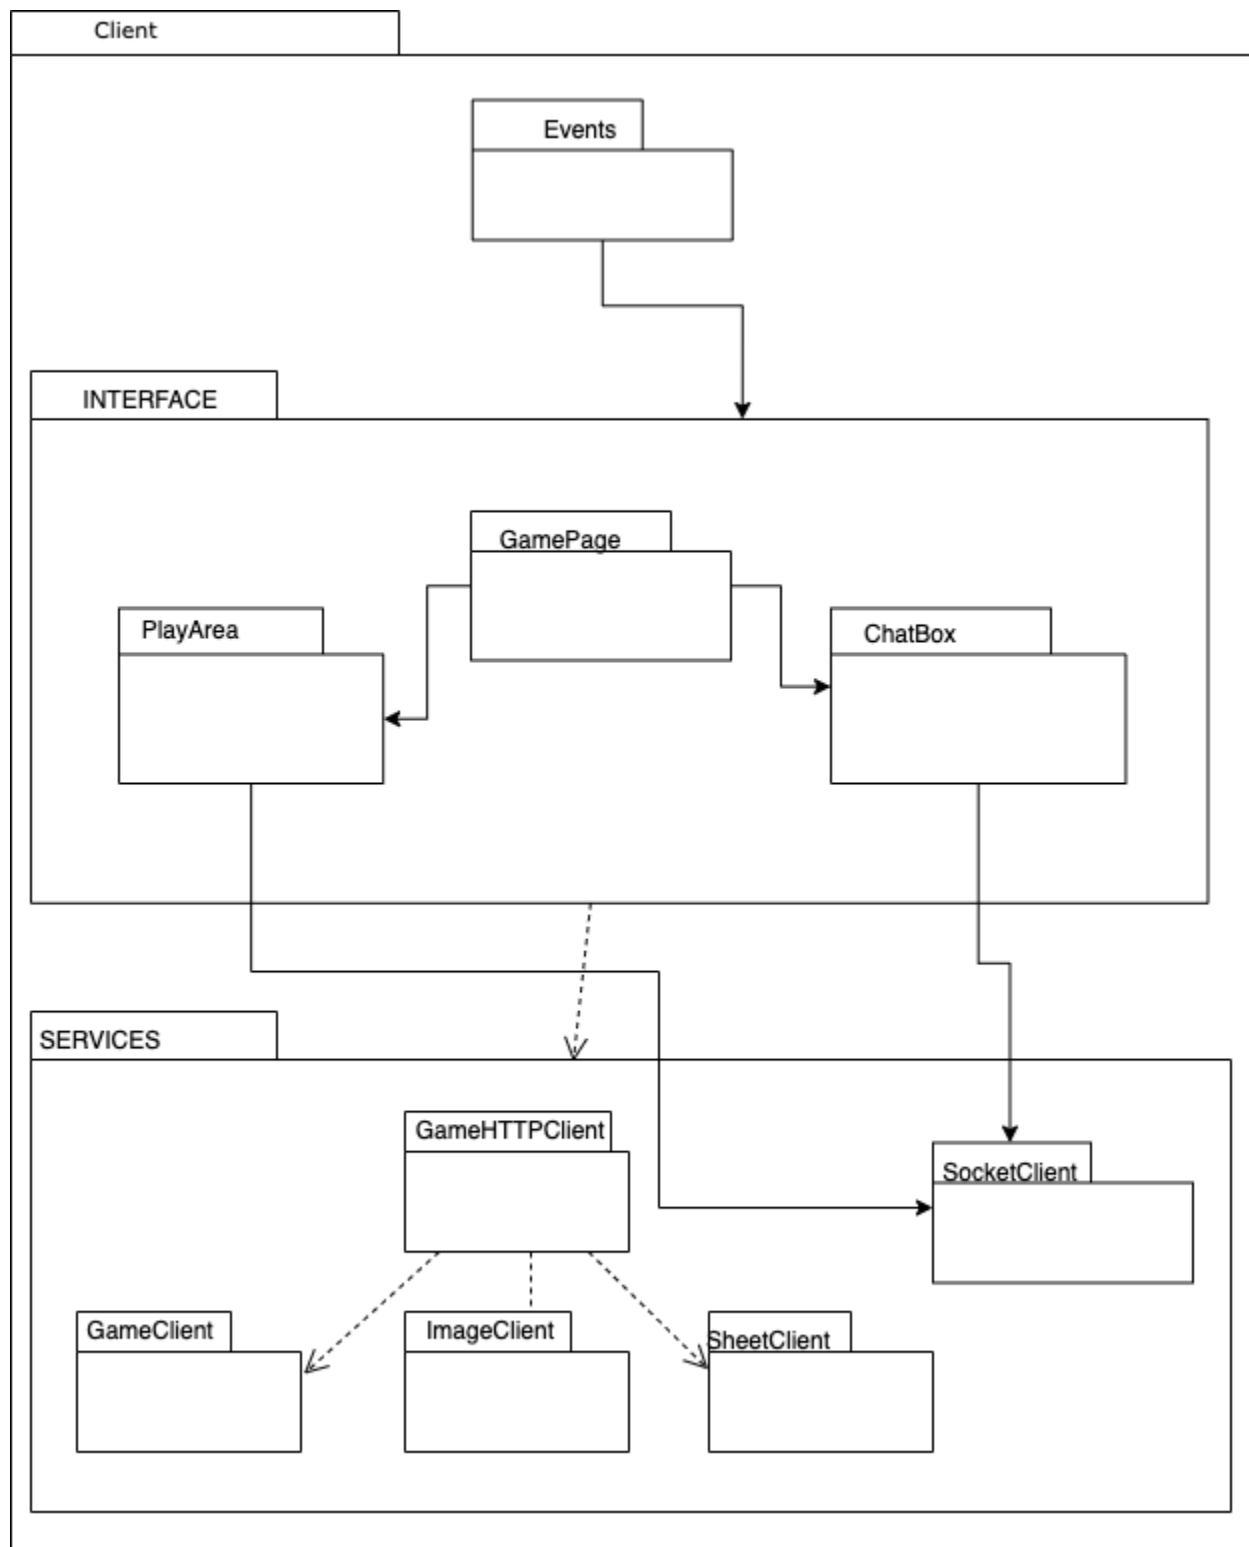 Client
Events
INTERFACE
GamePage
PlayArea
ChatBox
SERVICES
GameHTTPClient
SocketClient
GameClient
ImageClient
SheetClient